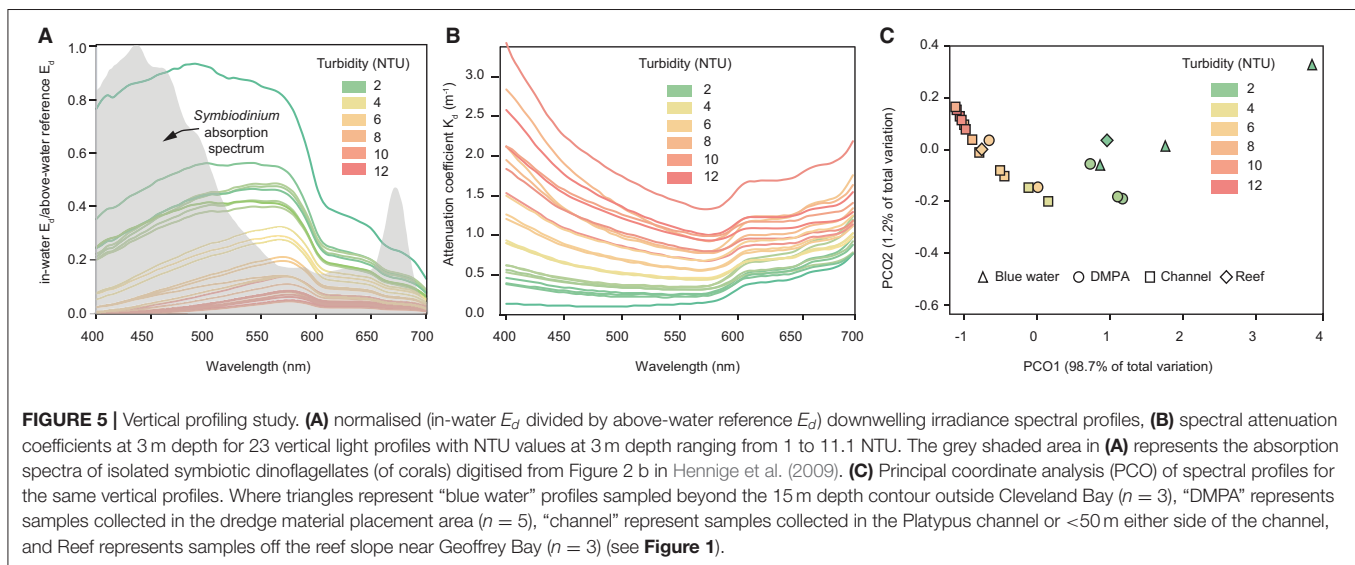 A
in-water E_d/above-water reference E_d
1.0
0.8
0.6
0.4
0.2
0.0
400
450
500
550
600
650
700
Wavelength (nm)
Symbiodinium
absorption
spectrum
Turbidity (NTU)
2
4
6
8
10
12
B
Attenuation coefficient K_d (m⁻¹)
3.0
2.5
2.0
1.5
1.0
0.5
0.0
400
450
500
550
600
650
700
Wavelength (nm)
Turbidity (NTU)
2
4
6
8
10
12
C
PCO2 (1.2% of total variation)
0.4
0.2
0.0
-0.2
-0.4
-0.6
-1
0
1
2
3
4
PCO1 (98.7% of total variation)
Turbidity (NTU)
2
4
6
8
10
12
Blue water DMPA Channel Reef
FIGURE 5 | Vertical profiling study. (A) normalised (in-water E_d divided by above-water reference E_d) downwelling irradiance spectral profiles, (B) spectral attenuation
coefficients at 3 m depth for 23 vertical light profiles with NTU values at 3 m depth ranging from 1 to 11.1 NTU. The grey shaded area in (A) represents the absorption
spectra of isolated symbiotic dinoflagellates (of corals) digitised from Figure 2 b in Hennige et al. (2009). (C) Principal coordinate analysis (PCO) of spectral profiles for
the same vertical profiles. Where triangles represent "blue water" profiles sampled beyond the 15 m depth contour outside Cleveland Bay (n = 3), "DMPA" represents
samples collected in the dredge material placement area (n = 5), "channel" represent samples collected in the Platypus channel or <50 m either side of the channel,
and Reef represents samples off the reef slope near Geoffrey Bay (n = 3) (see Figure 1).